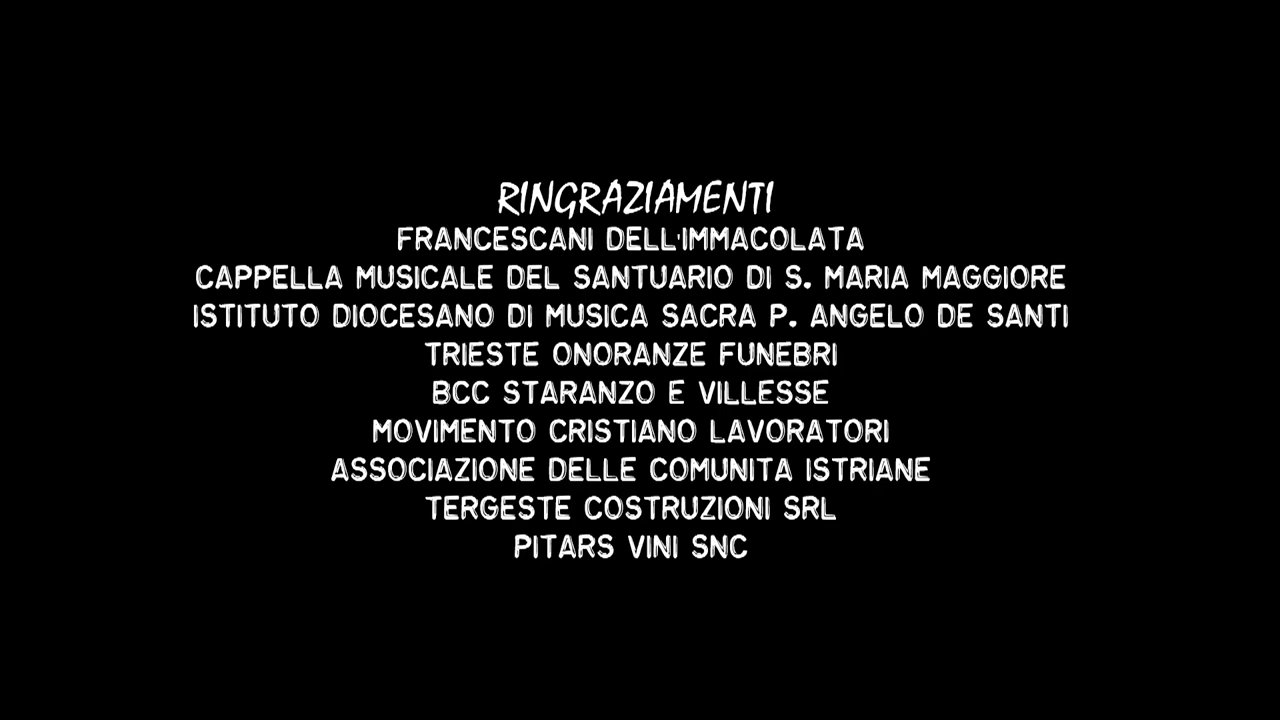 RINGRAZIAMENTI
FRANCESCANI DELL'IMMACOLATA
CAPPELLA MUSICALE DEL SANTUARIO DI S. MARIA MAGGIORE
ISTITUTO DIOCESANO DI MUSICA SACRA P. ANGELO DE SANTI
TRIESTE ONORANZE FUNEBRI
BCC STARANZO E VILLESSE
MOVIMENTO CRISTIANO LAVORATORI
ASSOCIAZIONE DELLE COMUNITA ISTRIANE
TERGESTE COSTRUZIONI SRL
PITARS VINI SNC